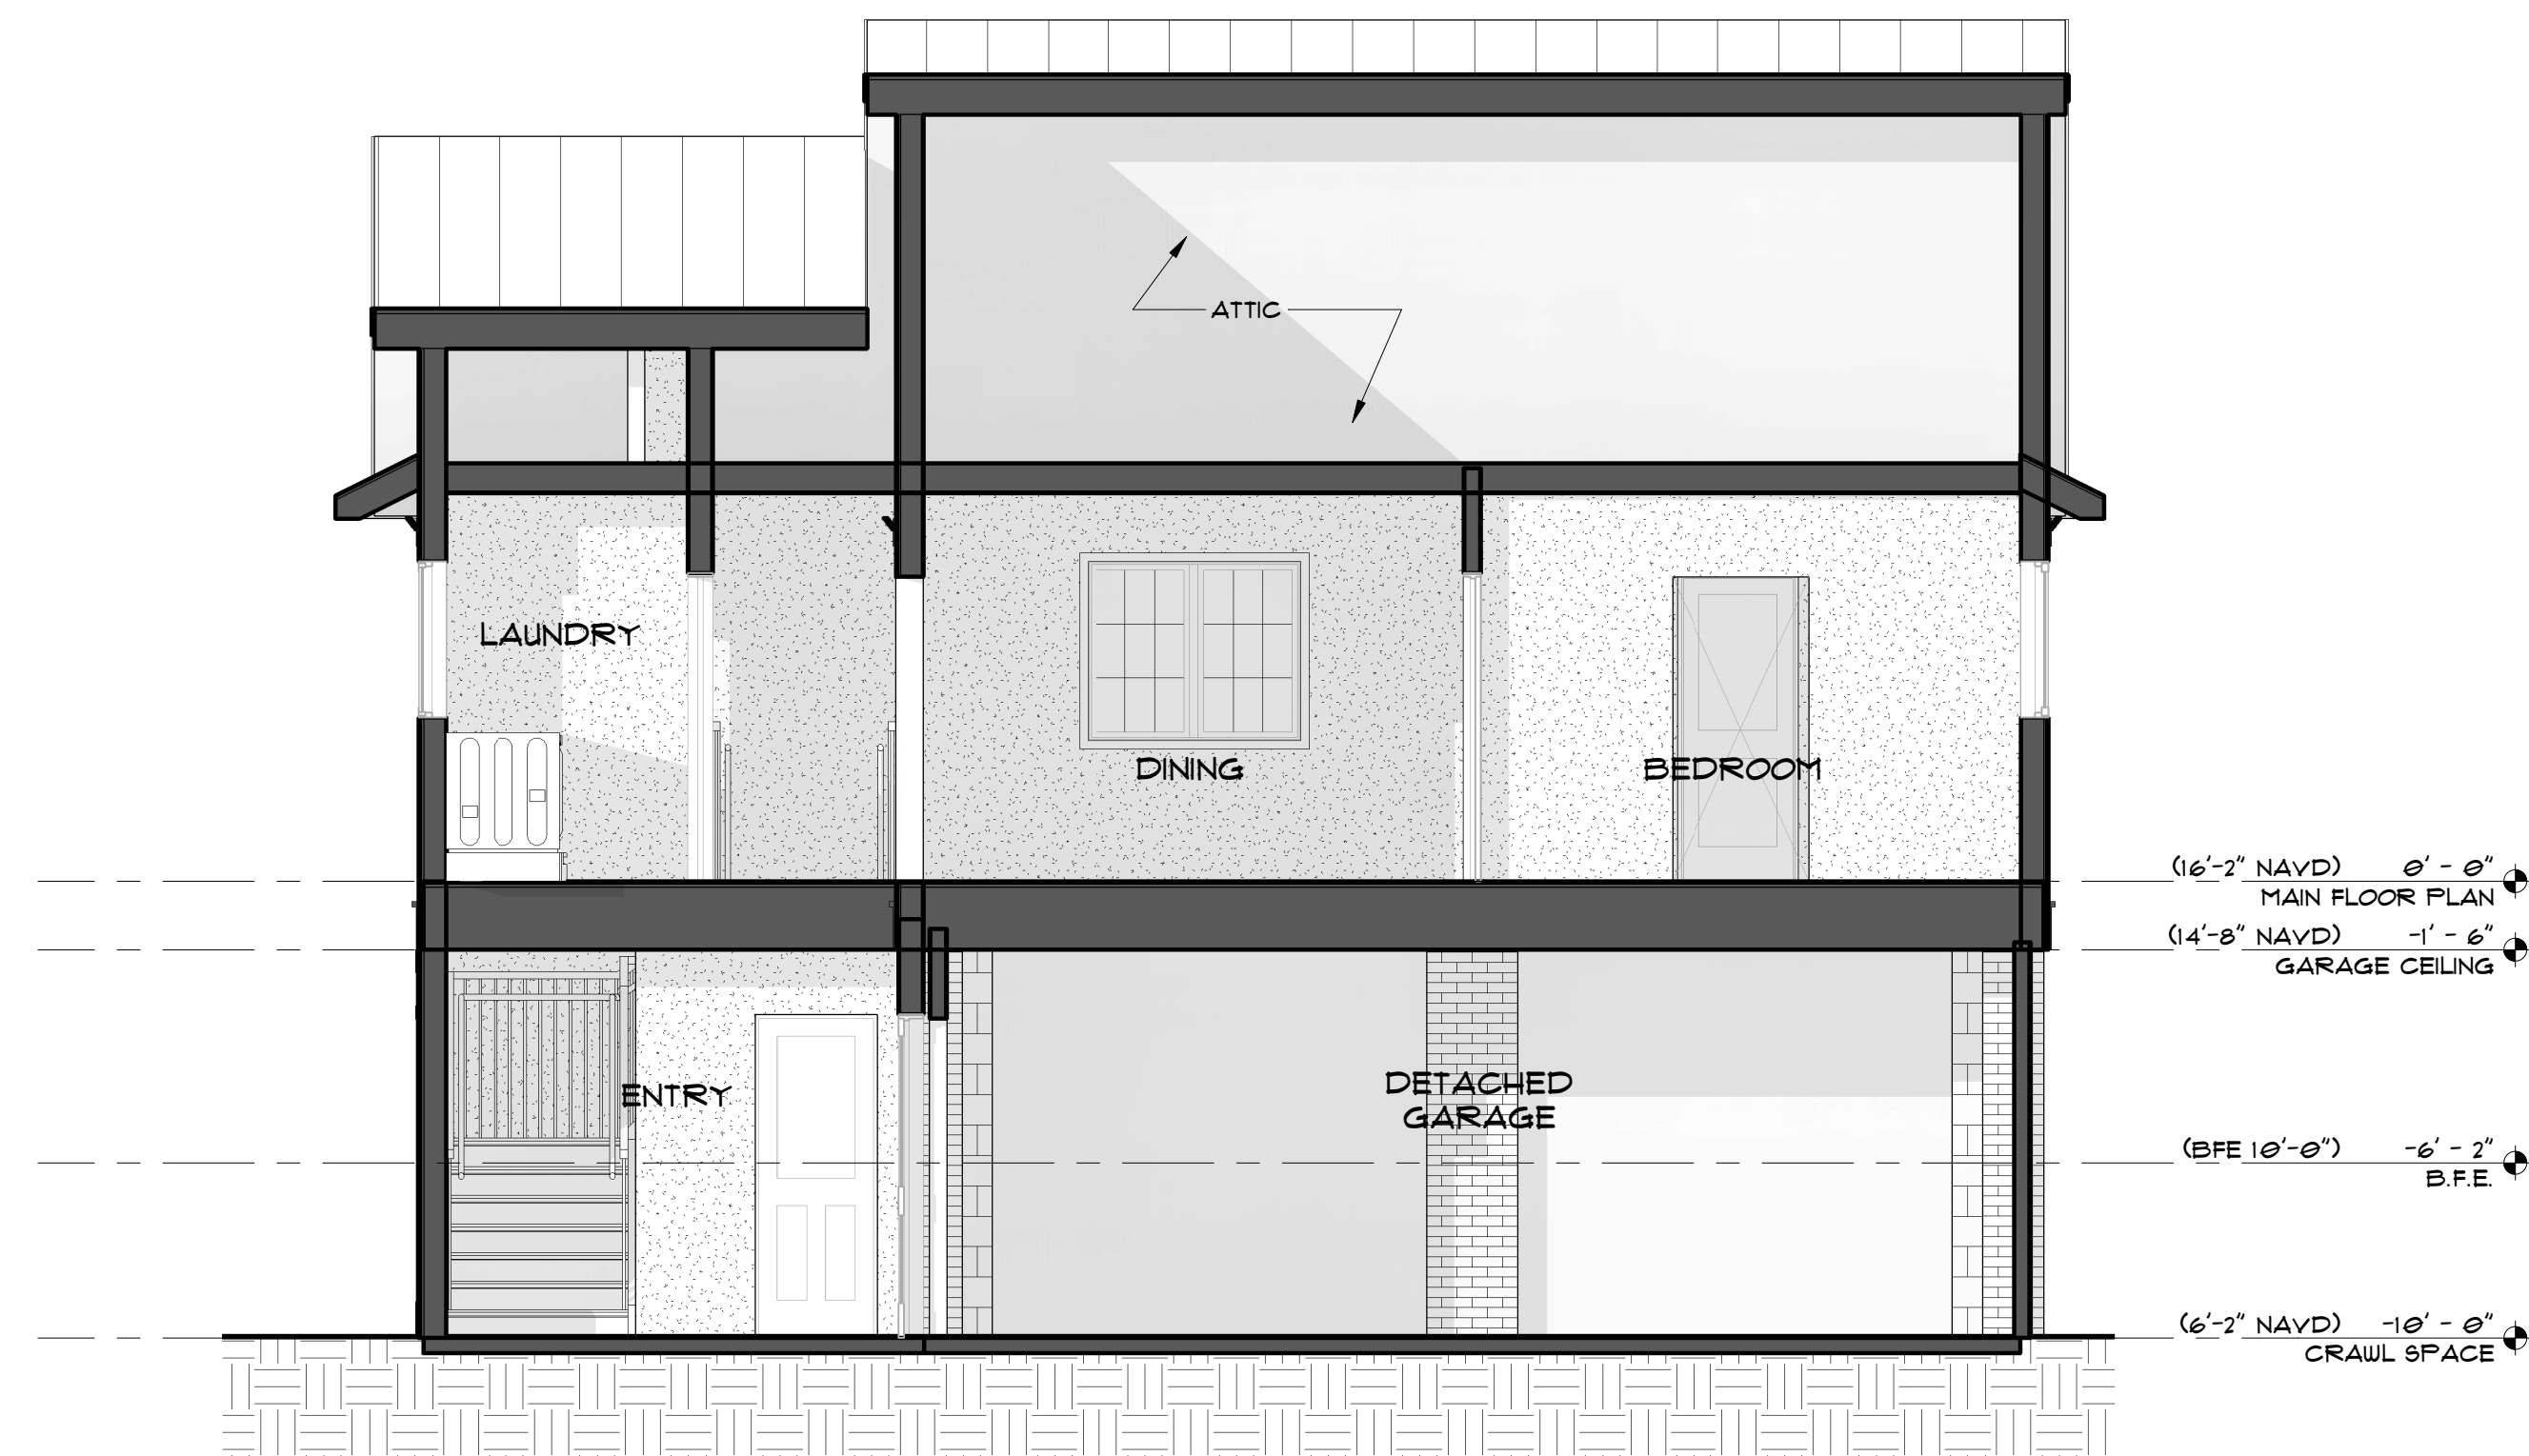 ATTIC
LAUNDRY
DINING
BEDROOM
(16'-2" NAVD) 0' - 0"
MAIN FLOOR PLAN
(14'-8" NAVD) -1' - 6"
GARAGE CEILING
ENTRY
DETACHED
GARAGE
(BFE 10'-0") -6' - 2"
B.F.E.
(6'-2" NAVD) -10' - 0"
CRAWL SPACE